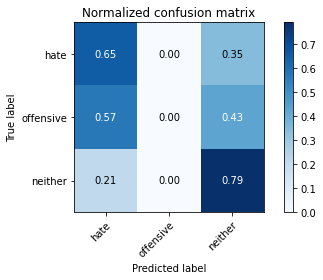 Normalized confusion matrix
True label
hate 0.65 0.00 0.35
offensive 0.57 0.00 0.43
neither 0.21 0.00 0.79
hate offensive neither
Predicted label
0.7
0.6
0.5
0.4
0.3
0.2
0.1
0.0